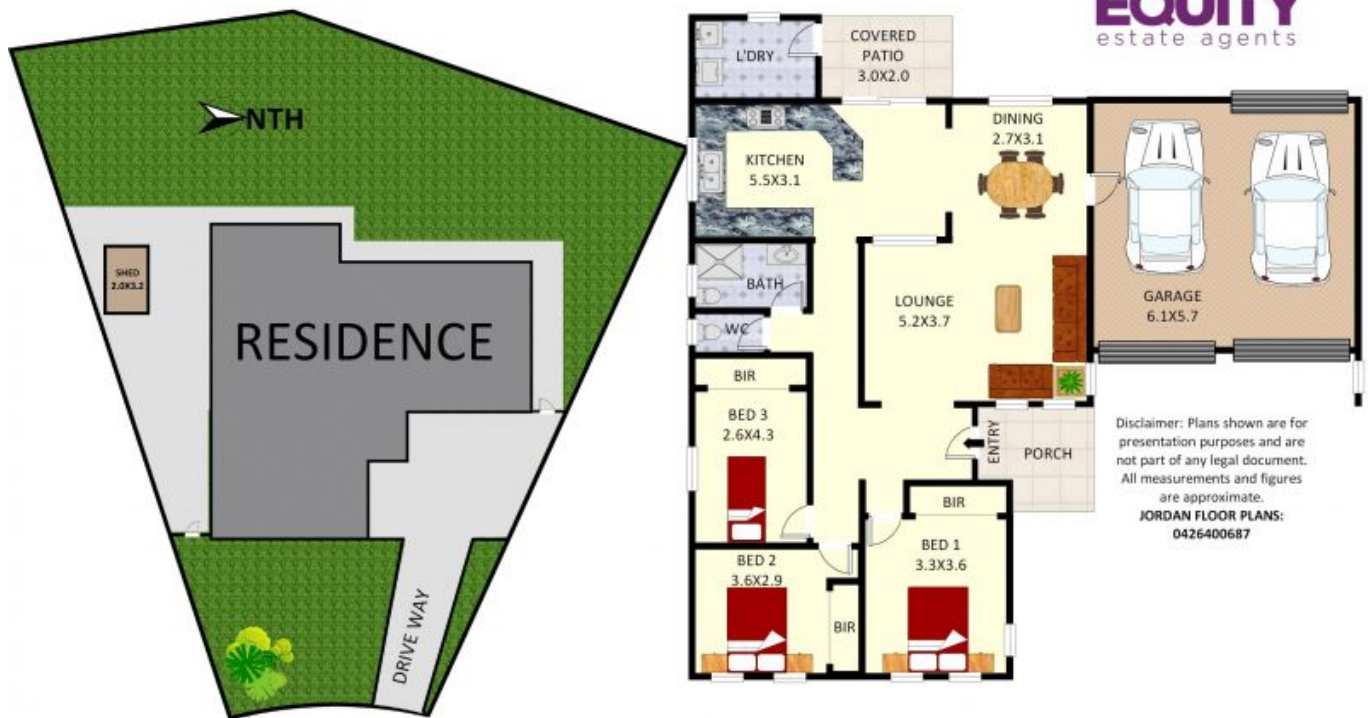 EQUITY
estate agents
NTH
SHED
2.0X3.2
RESIDENCE
DRIVE WAY
L'DRY
COVERED
PATIO
3.0X2.0
KITCHEN
5.5X3.1
DINING
2.7X3.1
BATH
WC
LOUNGE
5.2X3.7
GARAGE
6.1X5.7
BIR
BED 3
2.6X4.3
ENTRY
PORCH
BIR
BED 1
3.3X3.6
BED 2
3.6X2.9
BIR
Disclaimer: Plans shown are for
presentation purposes and are
not part of any legal document.
All measurements and figures
are approximate.
JORDAN FLOOR PLANS:
0426400687